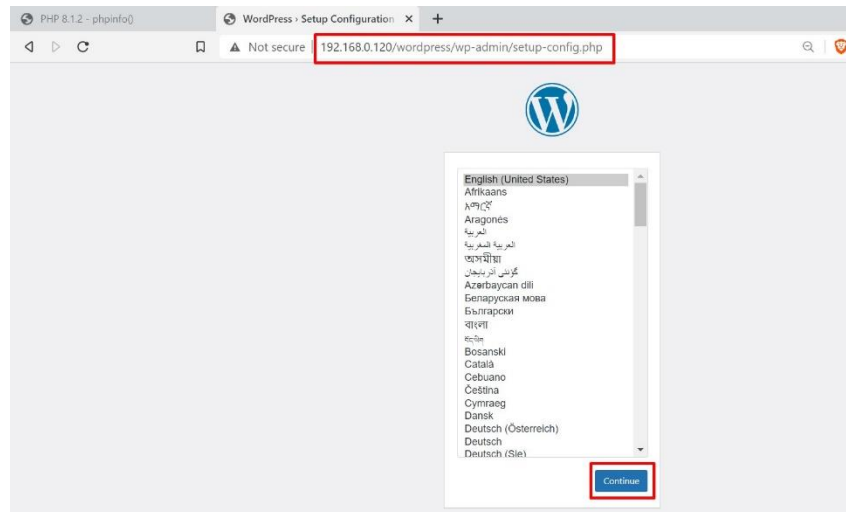 PHP 8.1.2 - phpinfo()
WordPress › Setup Configuration
Not secure
192.168.0.120/wordpress/wp-admin/setup-config.php
English (United States)
Afrikaans
አማርኛ
Aragonés
العربية
العربية المغربية
অসমীয়া
گؤنئی آذربایجان
Azərbaycan dili
Беларуская мова
Български
বাংলা
བོད་ཡིག
Bosanski
Català
Cebuano
Čeština
Cymraeg
Dansk
Deutsch (Österreich)
Deutsch
Deutsch (Sie)
Continue